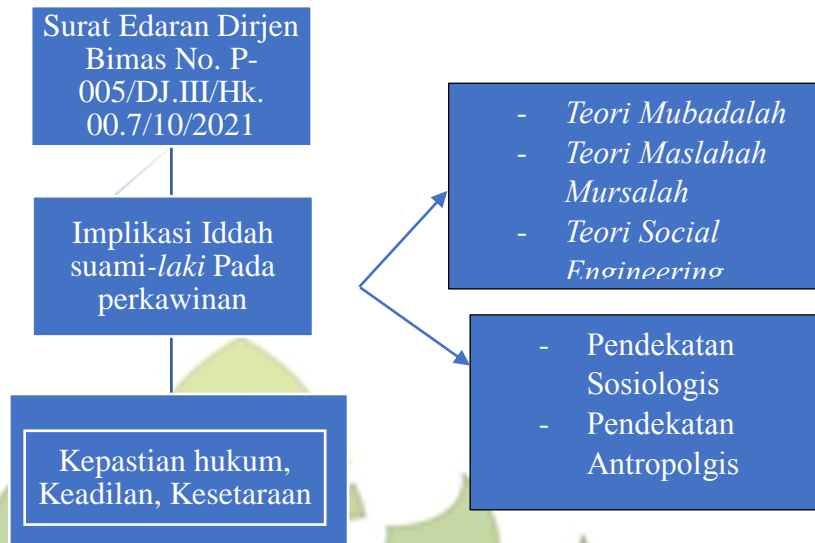 Surat Edaran Dirjen
Bimas No. P-
005/DJ.III/Hk.
00.7/10/2021
Implikasi Iddah
suami-laki Pada
perkawinan
Kepastian hukum,
Keadilan, Kesetaraan
- Teori Mubadalah
- Teori Maslahah
Mursalah
- Teori Social
Engineering
- Pendekatan
Sosiologis
- Pendekatan
Antropolgis